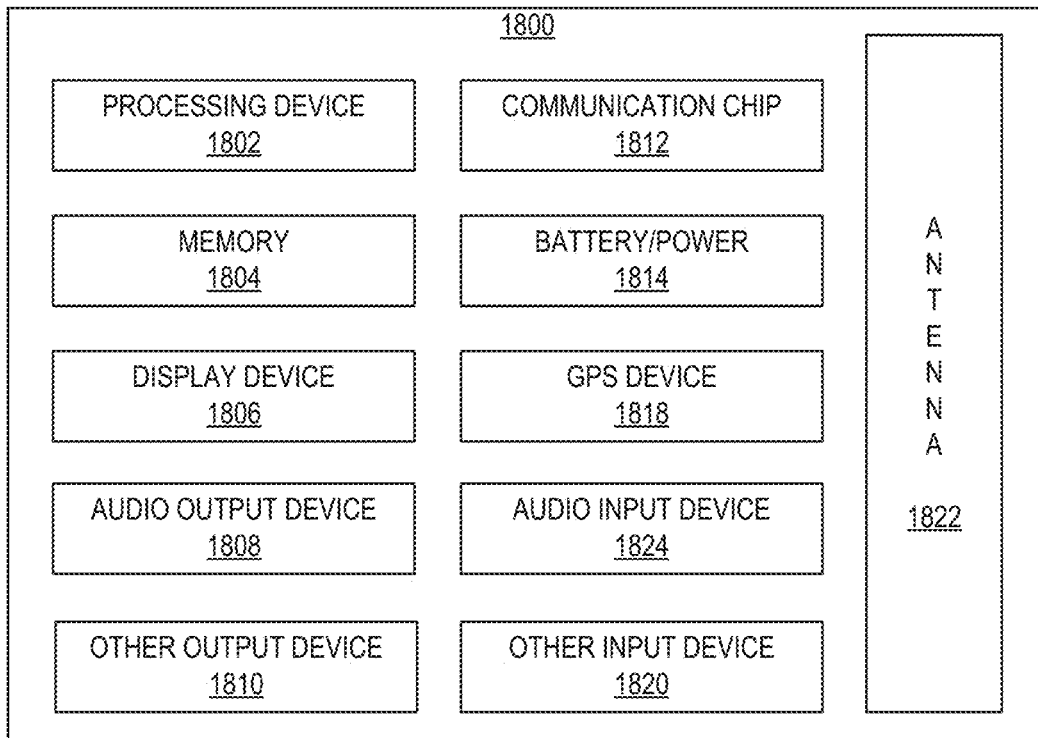 1800
PROCESSING DEVICE
1802
COMMUNICATION CHIP
1812
MEMORY
1804
BATTERY/POWER
1814
DISPLAY DEVICE
1806
GPS DEVICE
1818
AUDIO OUTPUT DEVICE
1808
AUDIO INPUT DEVICE
1824
OTHER OUTPUT DEVICE
1810
OTHER INPUT DEVICE
1820
ANTENNA
1822